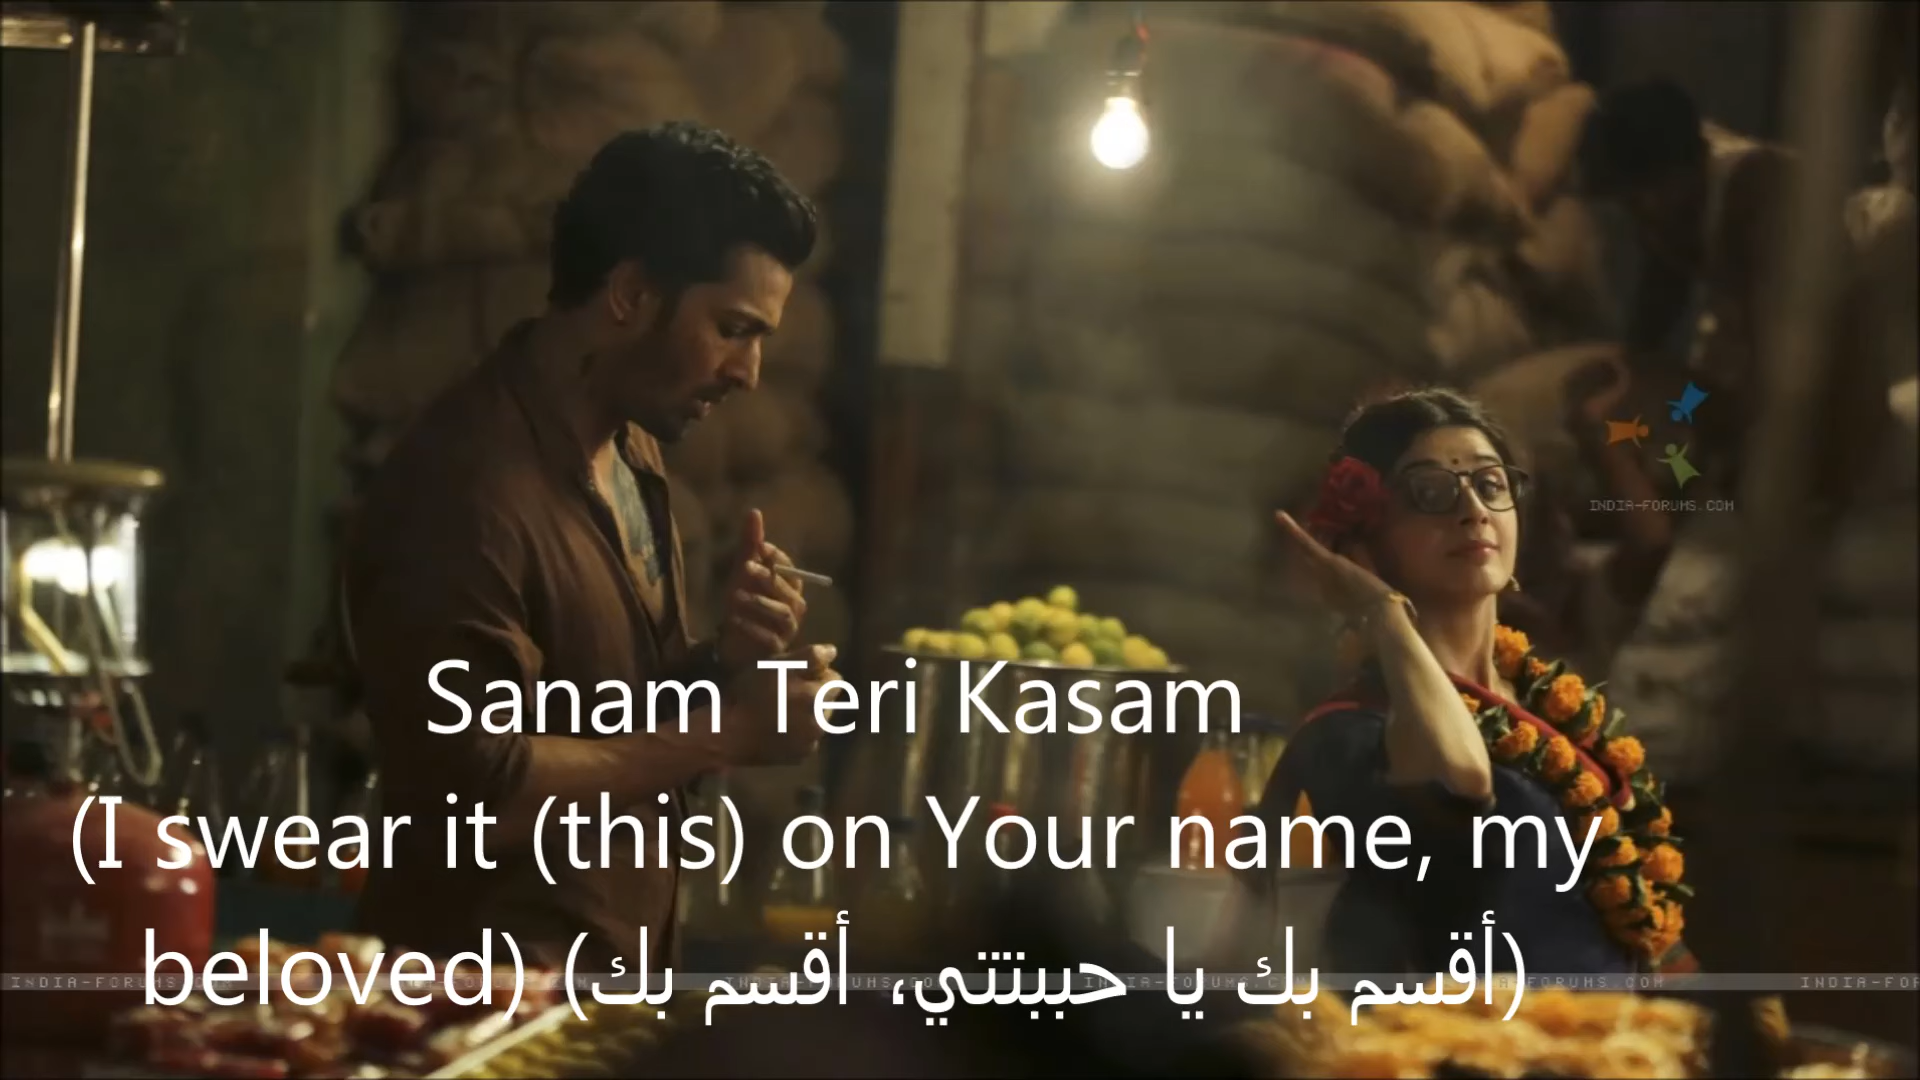 INDIA-FORUMS.COM
Sanam Teri Kasam
(I swear it (this) on Your name, my
beloved) (أقسم بك يا حببتتي، أقسم بك)